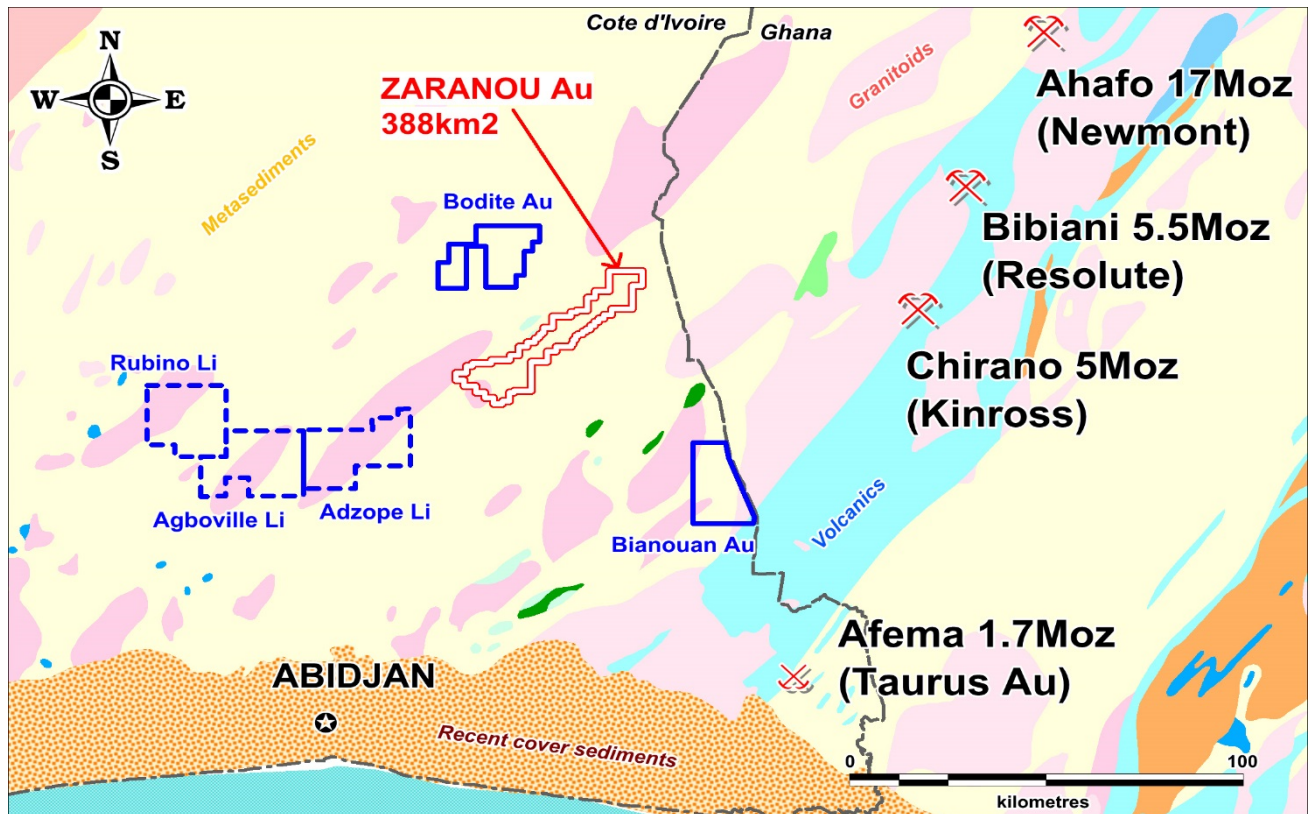 Cote d'Ivoire
Ghana
N
W
E
S
ZARANOU Au
388km2
Granitoids
Ahafo 17Moz
(Newmont)
Metasediments
Bodite Au
Bibiani 5.5Moz
(Resolute)
Chirano 5Moz
(Kinross)
Rubino Li
Agboville Li
Adzope Li
Bianouan Au
Volcanics
Afema 1.7Moz
(Taurus Au)
ABIDJAN
Recent cover sediments
0
100
kilometres